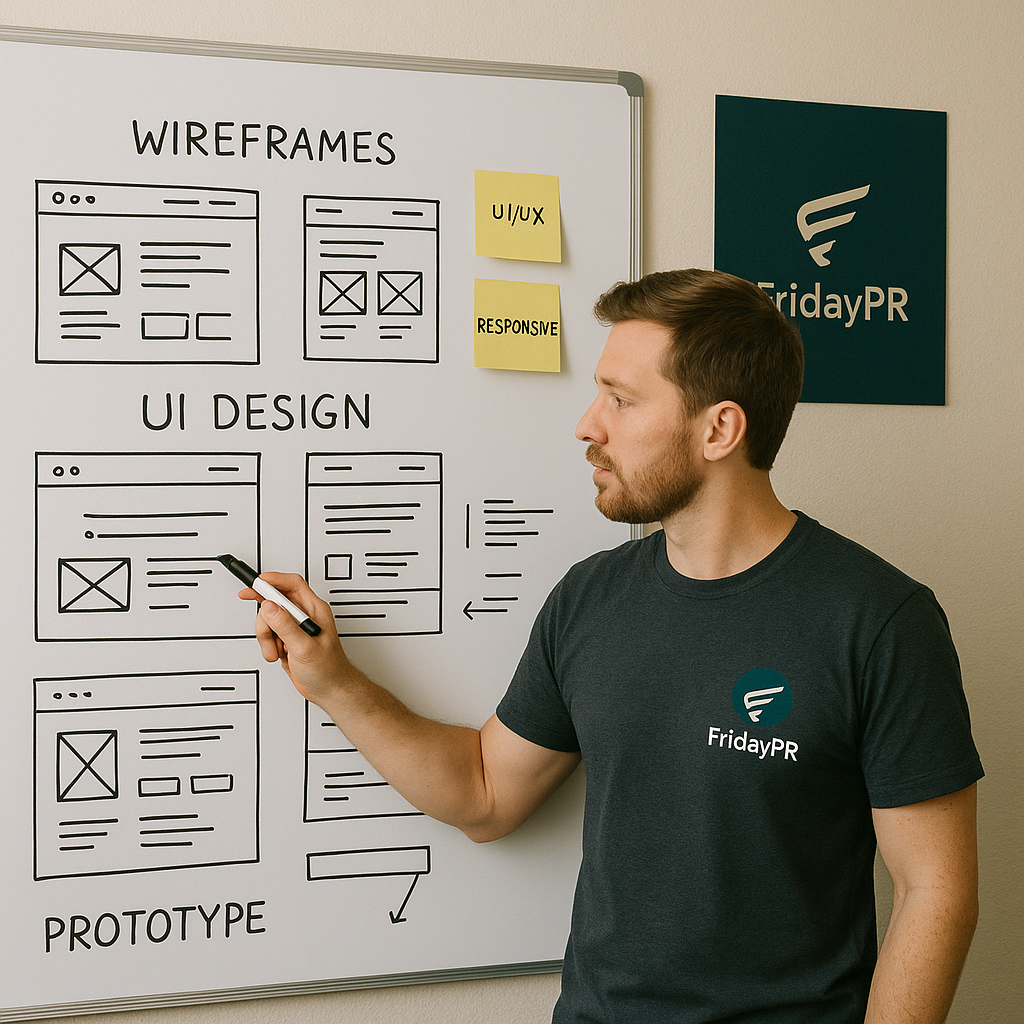 WIREFRAMES
UI/UX
RESPONSIVE
UI DESIGN
PROTOTYPE
FridayPR
FridayPR